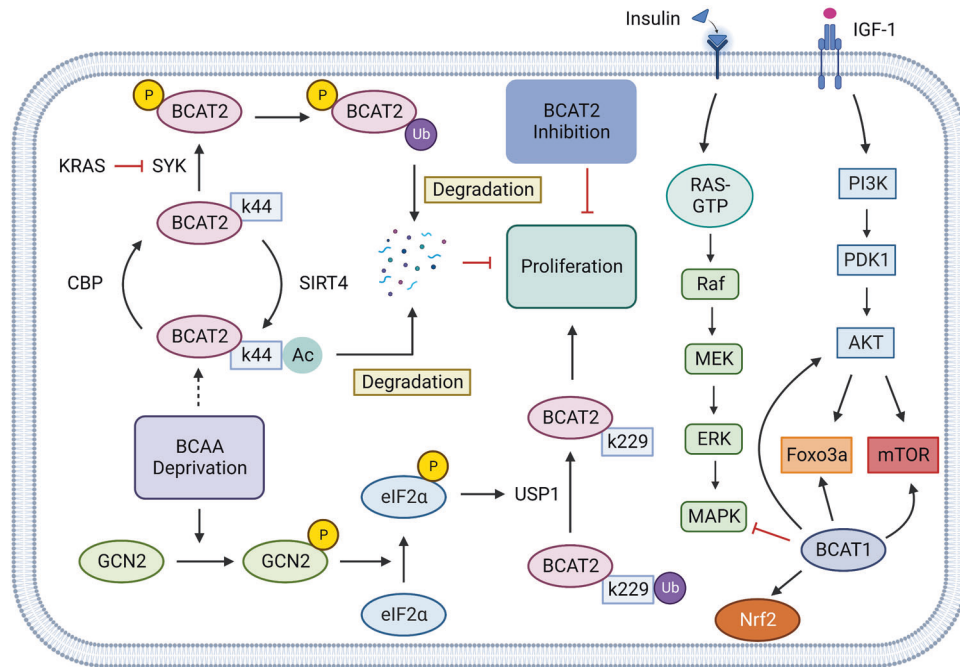 Insulin
IGF-1
P
BCAT2
P
BCAT2
Ub
BCAT2
Inhibition
KRAS
SYK
Degradation
RAS-
GTP
PI3K
k44
BCAT2
CBP
SIRT4
Proliferation
PDK1
Raf
BCAT2
k44
Ac
Degradation
MEK
AKT
BCAA
Deprivation
BCAT2
k229
ERK
Foxo3a
mTOR
P
eIF2α
USP1
MAPK
P
GCN2
GCN2
BCAT1
BCAT2
k229
Ub
eIF2α
Nrf2